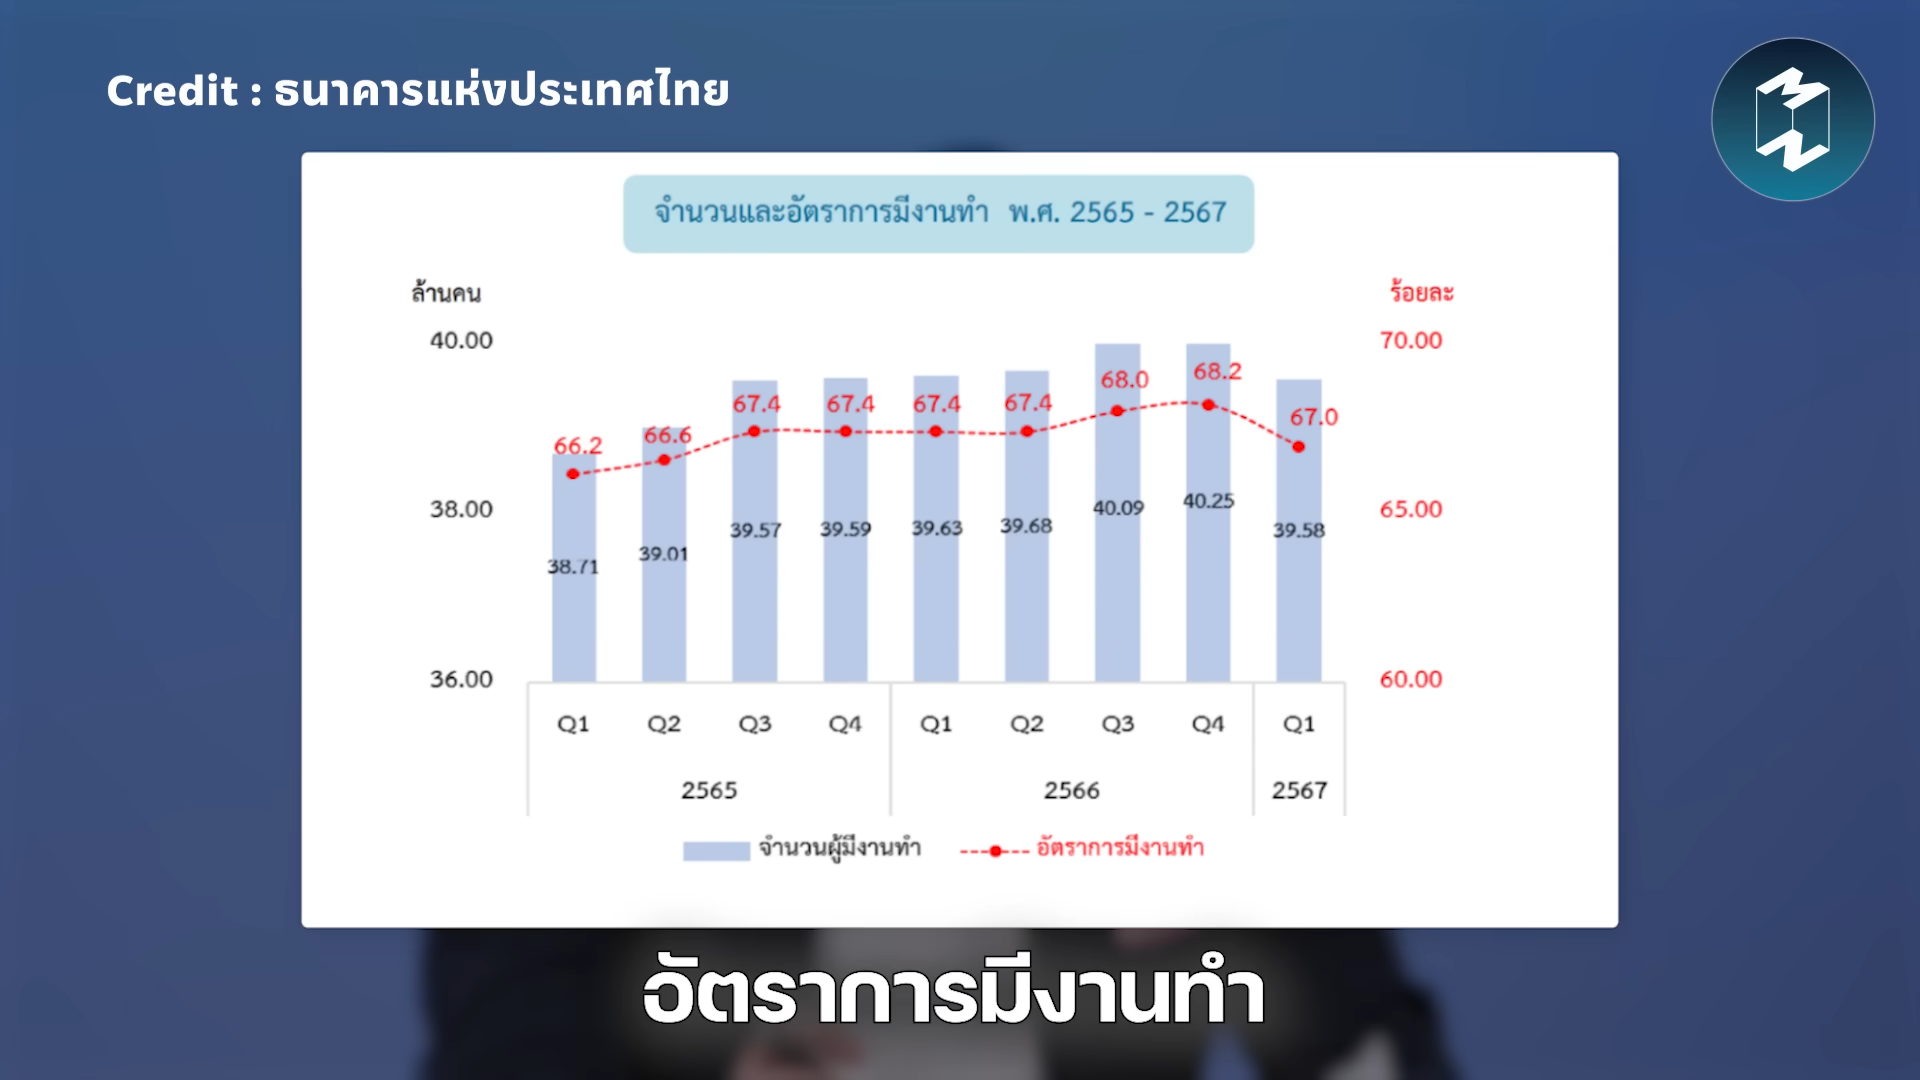 Credit : ธนาคารแห่งประเทศไทย
จำนวนและอัตราการมีงานทำ พ.ศ. 2565 - 2567
ล้านคน
ร้อยละ
40.00
70.00
38.00
65.00
36.00
60.00
66.2 66.6 67.4 67.4 67.4 67.4 68.0 68.2 67.0
38.71 39.01 39.57 39.59 39.63 39.68 40.09 40.25 39.58
Q1 Q2 Q3 Q4 Q1 Q2 Q3 Q4 Q1
2565 2566 2567
จำนวนผู้มีงานทำ อัตราการมีงานทำ
อัตราการมีงานทำ